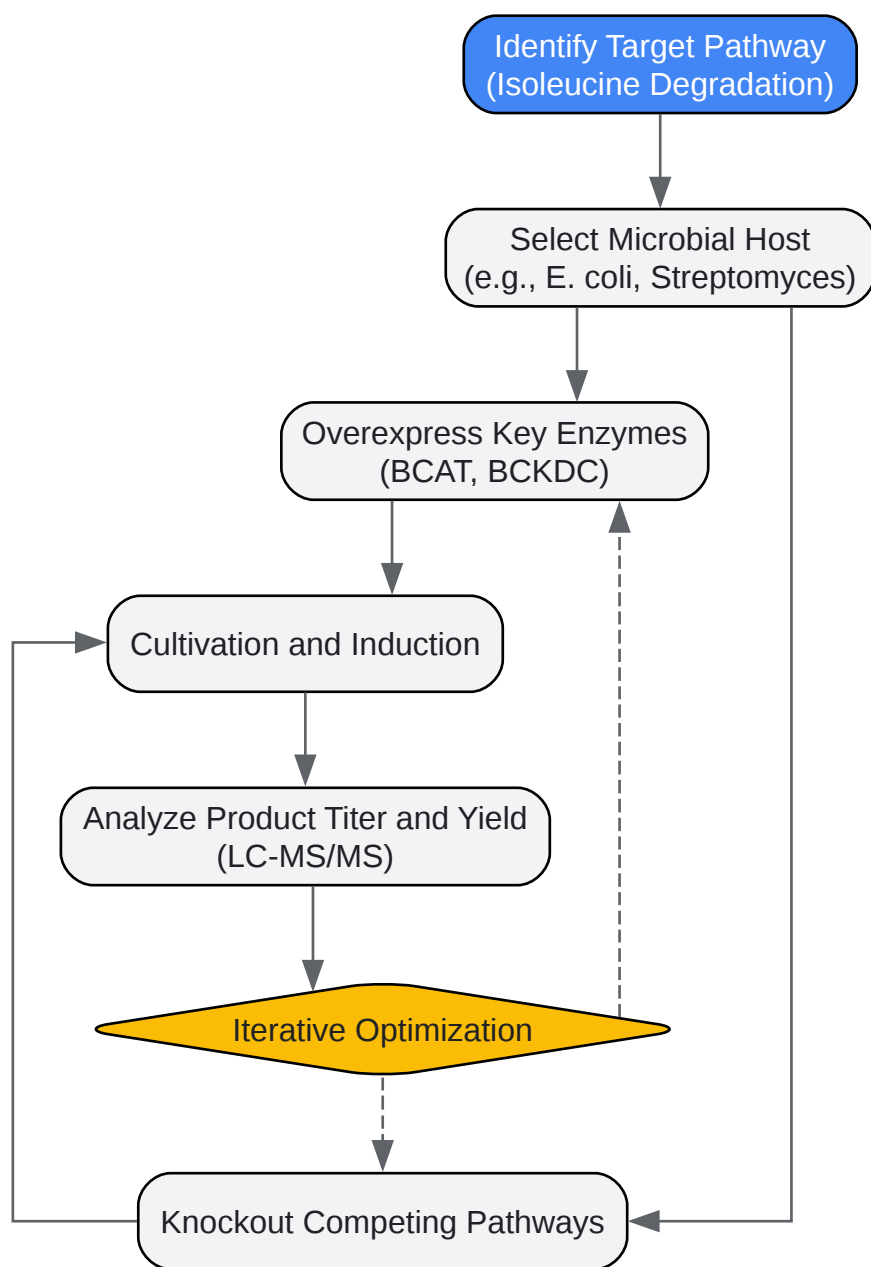 Identify Target Pathway
(Isoleucine Degradation)
Select Microbial Host
(e.g., E. coli, Streptomyces)
Overexpress Key Enzymes
(BCAT, BCKDC)
Cultivation and Induction
Analyze Product Titer and Yield
(LC-MS/MS)
Iterative Optimization
Knockout Competing Pathways